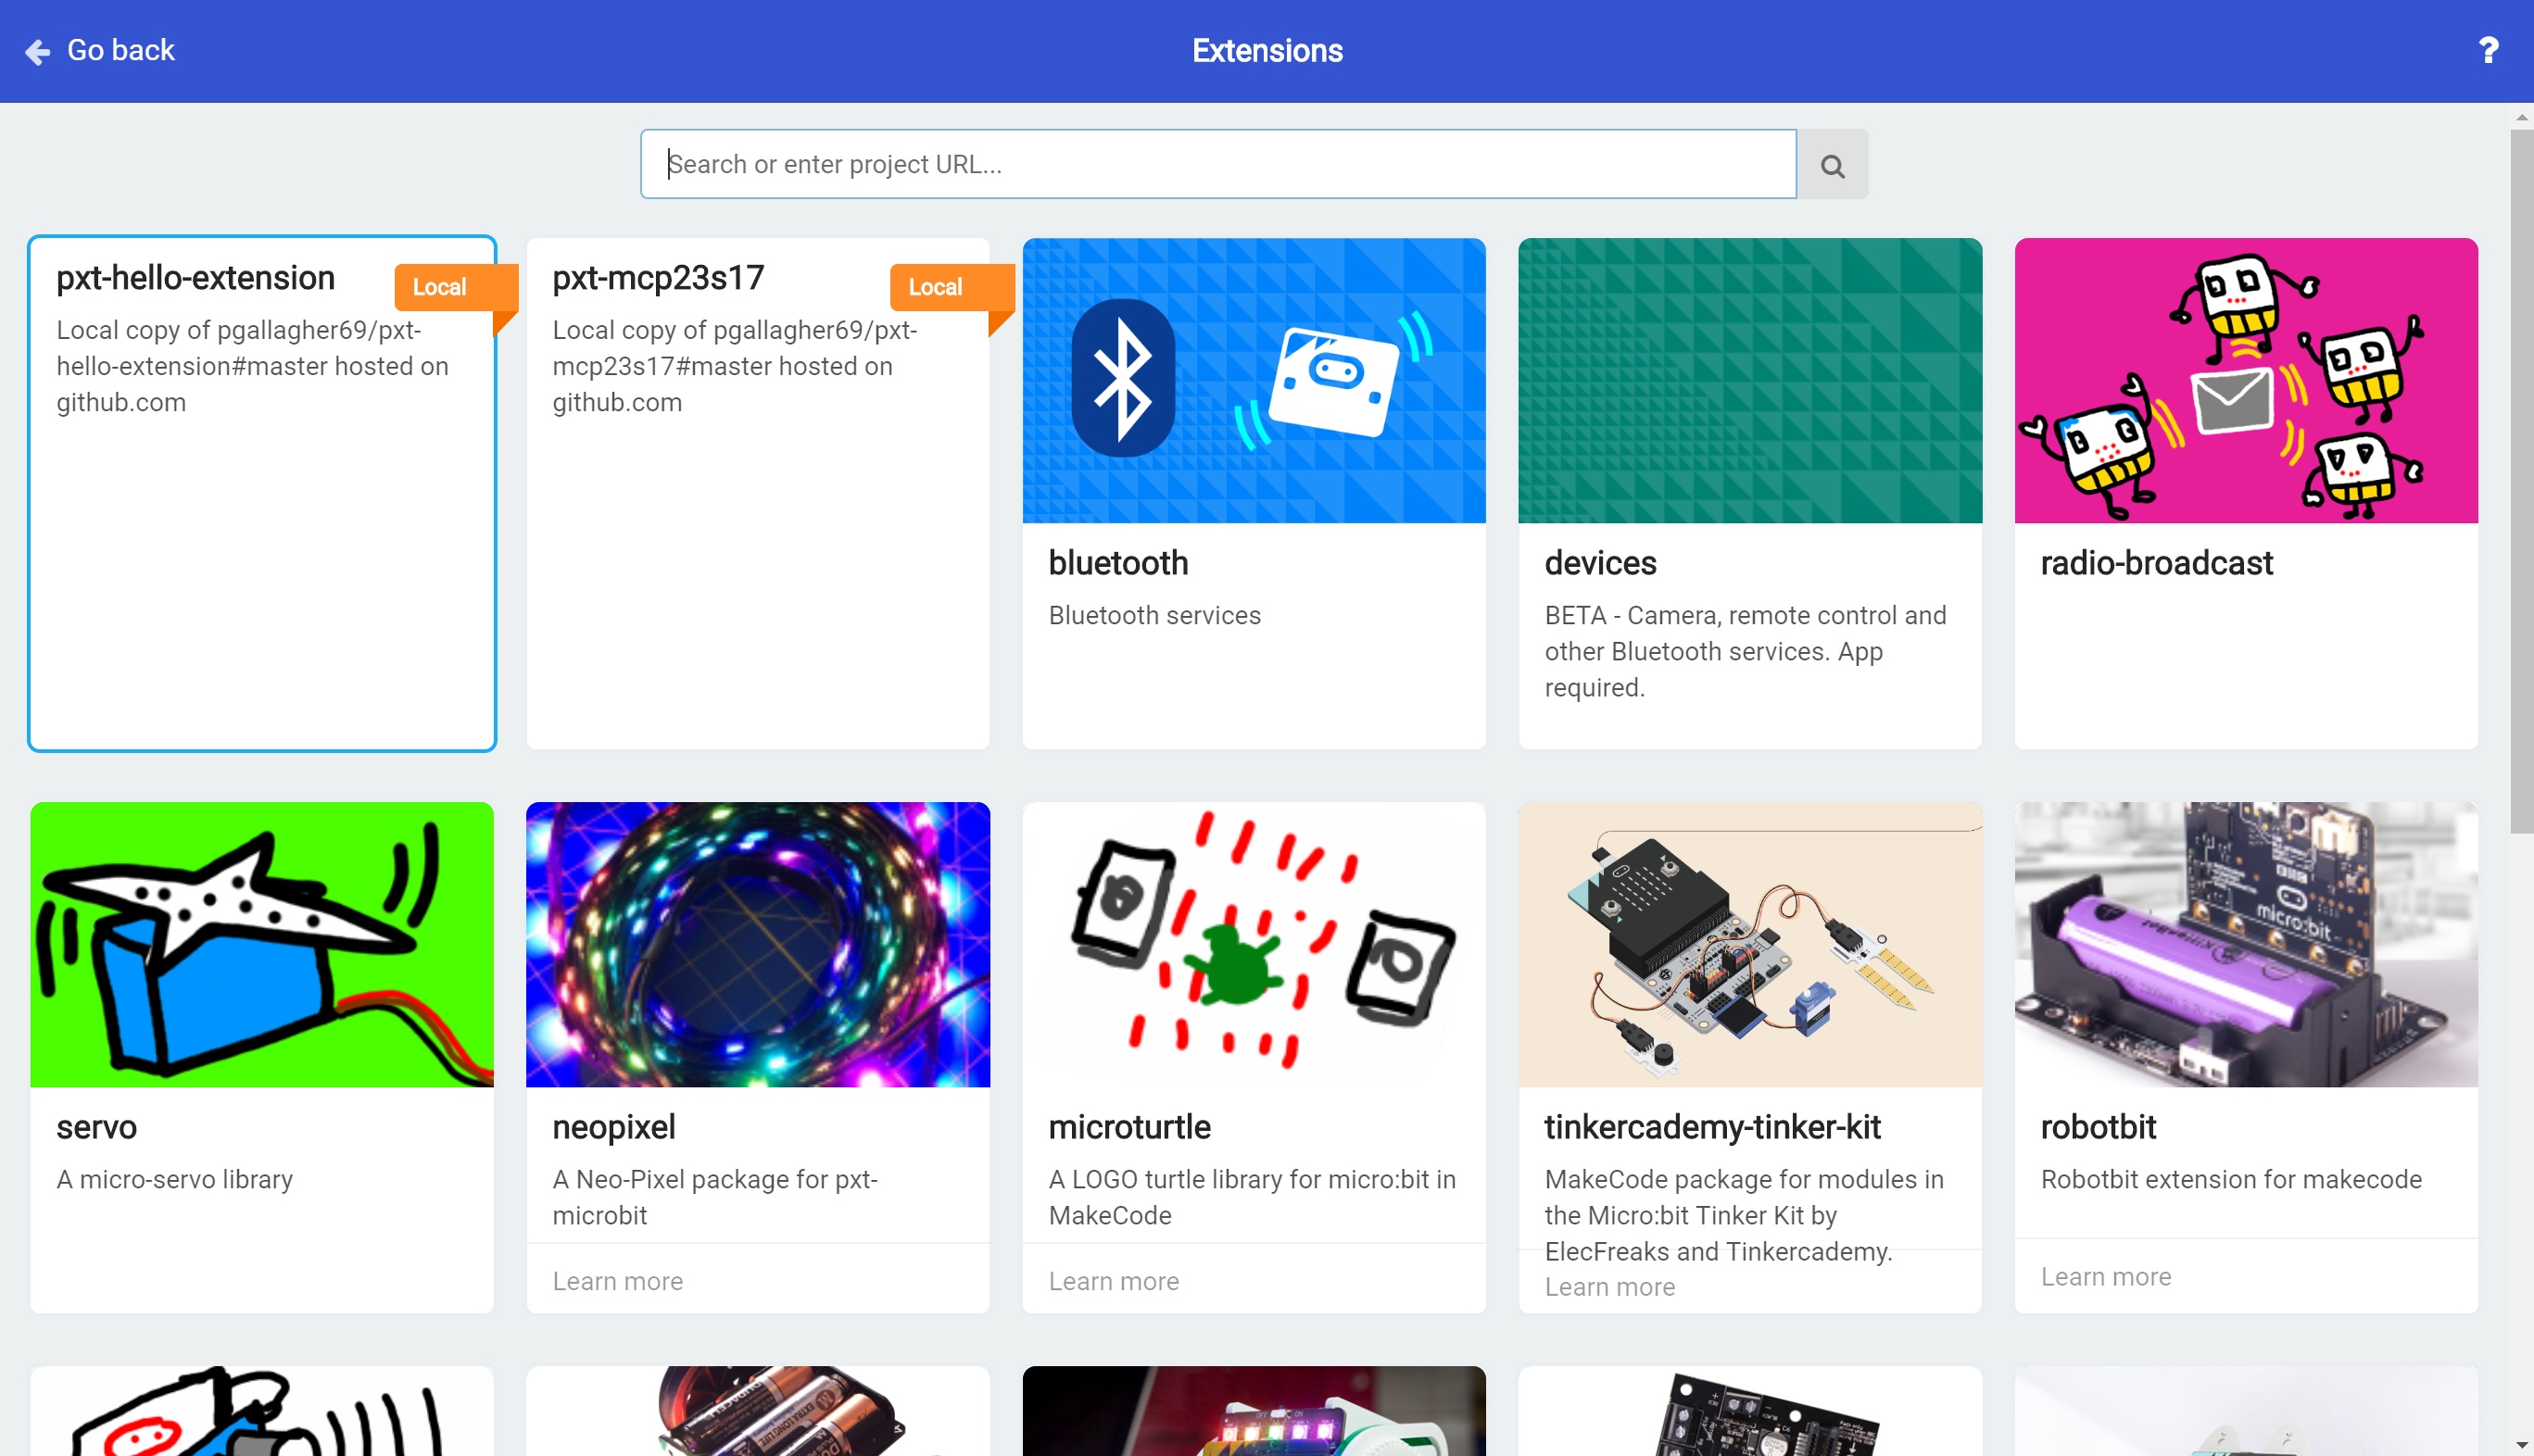 Go back
Extensions
?
Search or enter project URL...
pxt-hello-extension
Local
Local copy of pgallagher69/pxt-
hello-extension#master hosted on
github.com
pxt-mcp23s17
Local
Local copy of pgallagher69/pxt-
mcp23s17#master hosted on
github.com
bluetooth
Bluetooth services
devices
BETA - Camera, remote control and
other Bluetooth services. App
required.
radio-broadcast
micro:bit
servo
A micro-servo library
neopixel
A Neo-Pixel package for pxt-
microbit
Learn more
microturtle
A LOGO turtle library for micro:bit in
MakeCode
Learn more
tinkercademy-tinker-kit
MakeCode package for modules in
the Micro:bit Tinker Kit by
ElecFreaks and Tinkercademy.
Learn more
robotbit
Robotbit extension for makecode
Learn more